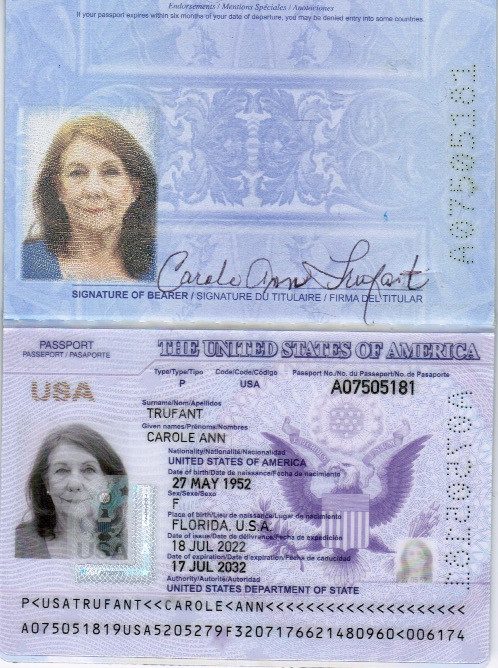 Endorsements / Mentions Spéciales / Anotaciones
If your passport expires within six months of your date of departure, you may be denied entry into some countries.
A07505181
Carole Ann Trufant
SIGNATURE OF BEARER / SIGNATURE DU TITULAIRE / FIRMA DEL TITULAR
PASSPORT
PASSEPORT / PASAPORTE
THE UNITED STATES OF AMERICA
USA
Type/Type/Tipo Code/Code/Código Passport No./No. du Passeport/No. de Pasaporte
P USA A07505181
Surname/Nom/Apellidos
TRUFANT
Given names/Prénoms/Nombres
CAROLE ANN
Nationality/Nationalité/Nacionalidad
UNITED STATES OF AMERICA
Date of birth/Date de naissance/Fecha de nacimiento
27 MAY 1952
Sex/Sexe/Sexo
F
Place of birth/Lieu de naissance/Lugar de nacimiento
FLORIDA, U.S.A.
Date of issue/Date de délivrance/Fecha de expedición
18 JUL 2022
Date of expiration/Date d'expiration/Fecha de caducidad
17 JUL 2032
Authority/Autorité/Autoridad
UNITED STATES DEPARTMENT OF STATE
USA
P<USATRUFANT<<CAROLE<ANN<<<<<<<<<<<<<<<<<<<<
A075051819USA5205279F3207176621480960<006174